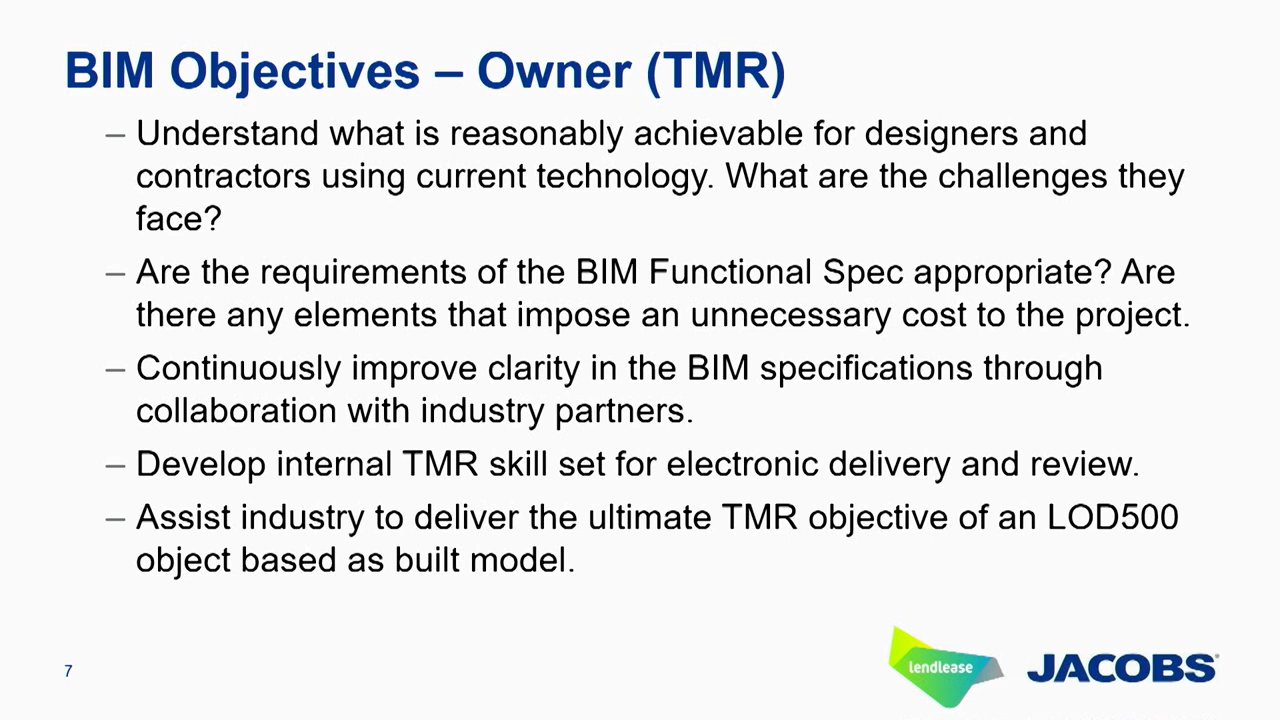 BIM Objectives – Owner (TMR)
– Understand what is reasonably achievable for designers and
contractors using current technology. What are the challenges they
face?
– Are the requirements of the BIM Functional Spec appropriate? Are
there any elements that impose an unnecessary cost to the project.
– Continuously improve clarity in the BIM specifications through
collaboration with industry partners.
– Develop internal TMR skill set for electronic delivery and review.
– Assist industry to deliver the ultimate TMR objective of an LOD500
object based as built model.
7
lendlease
JACOBS